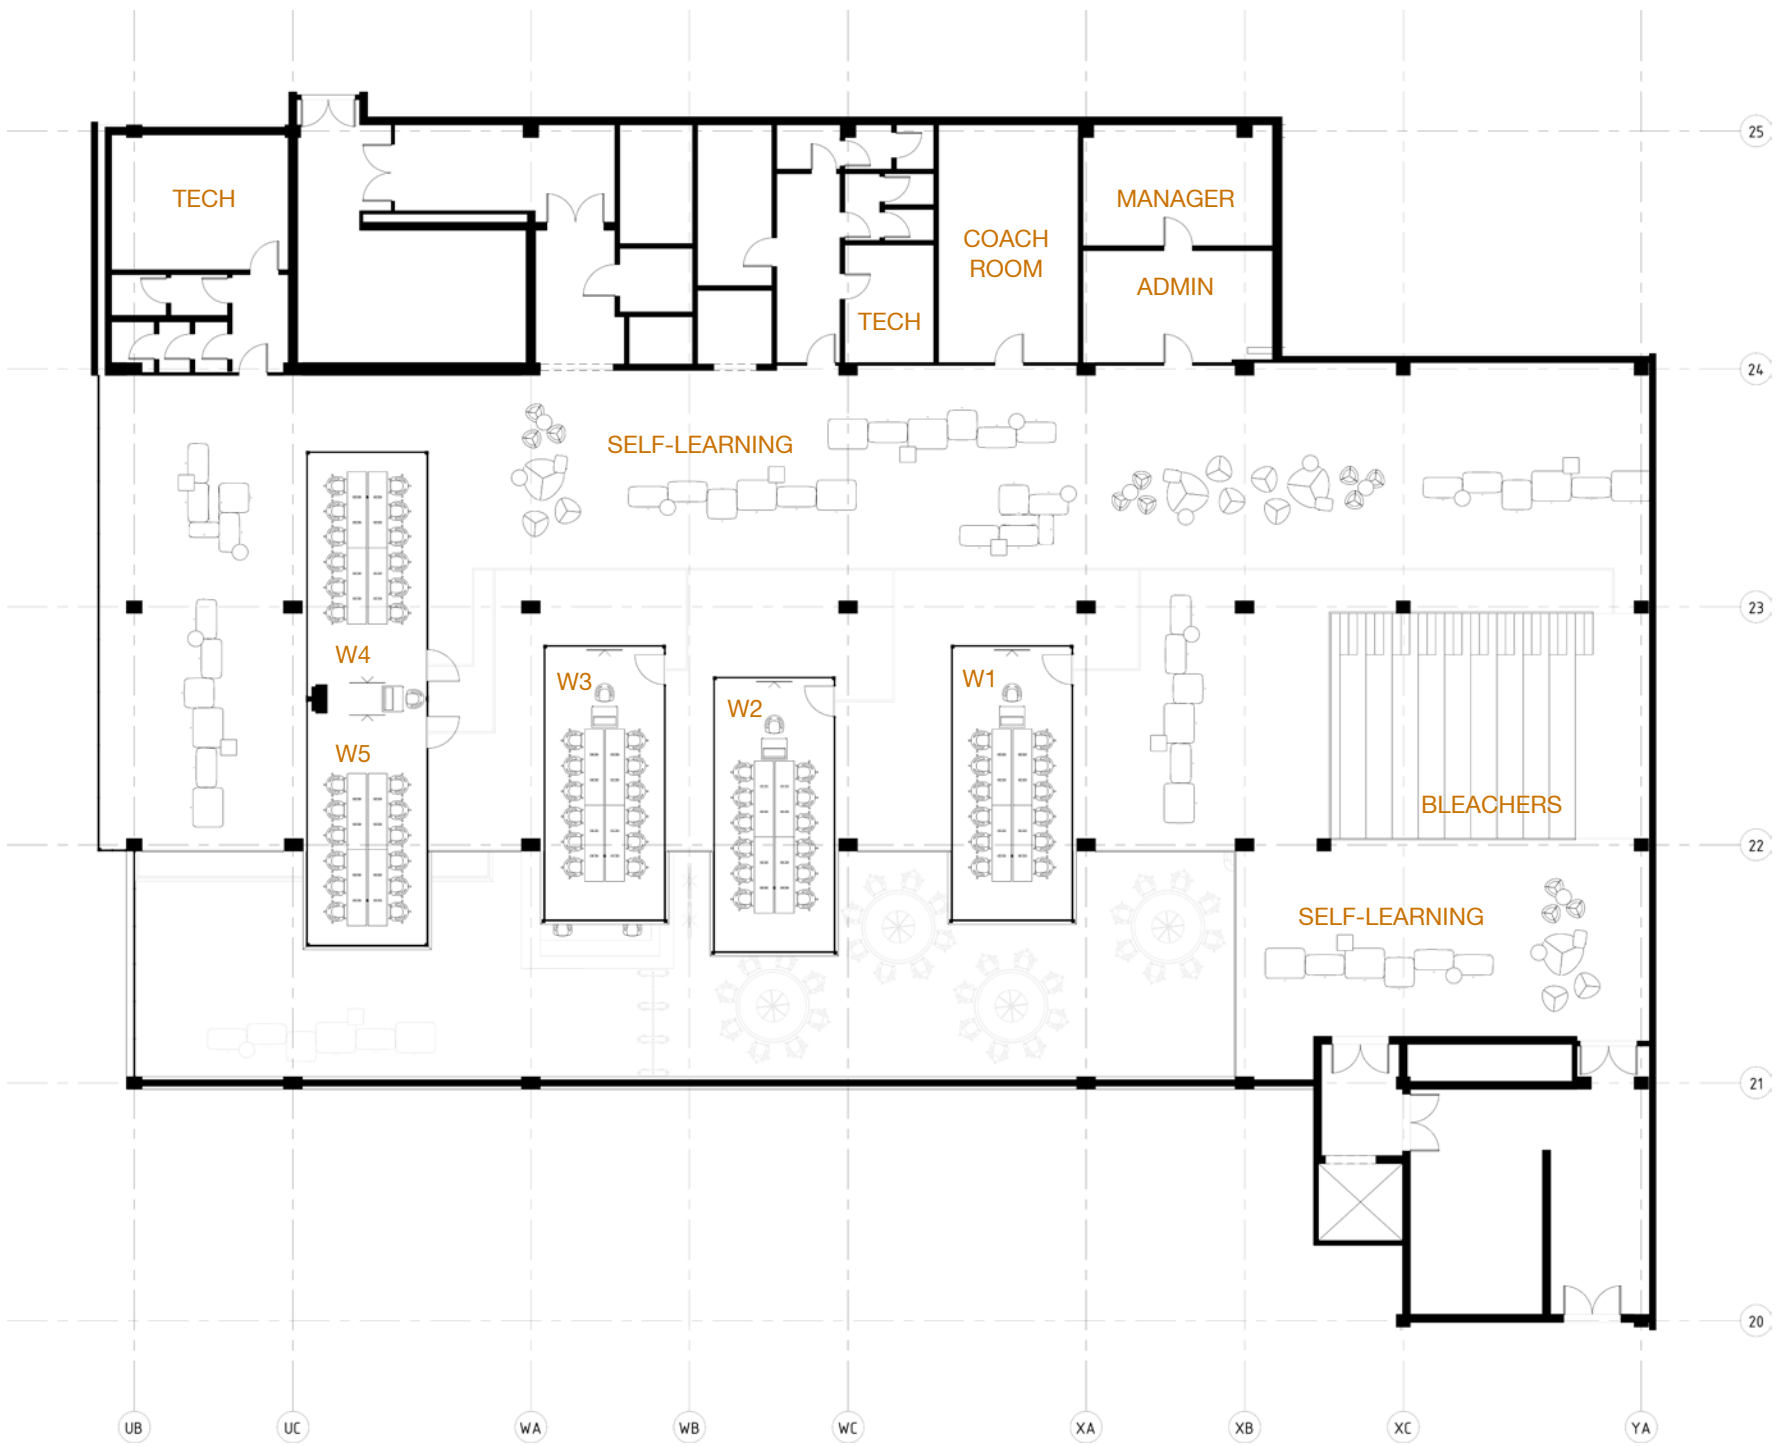 25
TECH
MANAGER
COACH
ROOM
ADMIN
TECH
24
SELF-LEARNING
23
W4
W3
W1
W2
W5
BLEACHERS
22
SELF-LEARNING
21
20
UB
UC
WA
WB
WC
XA
XB
XC
YA